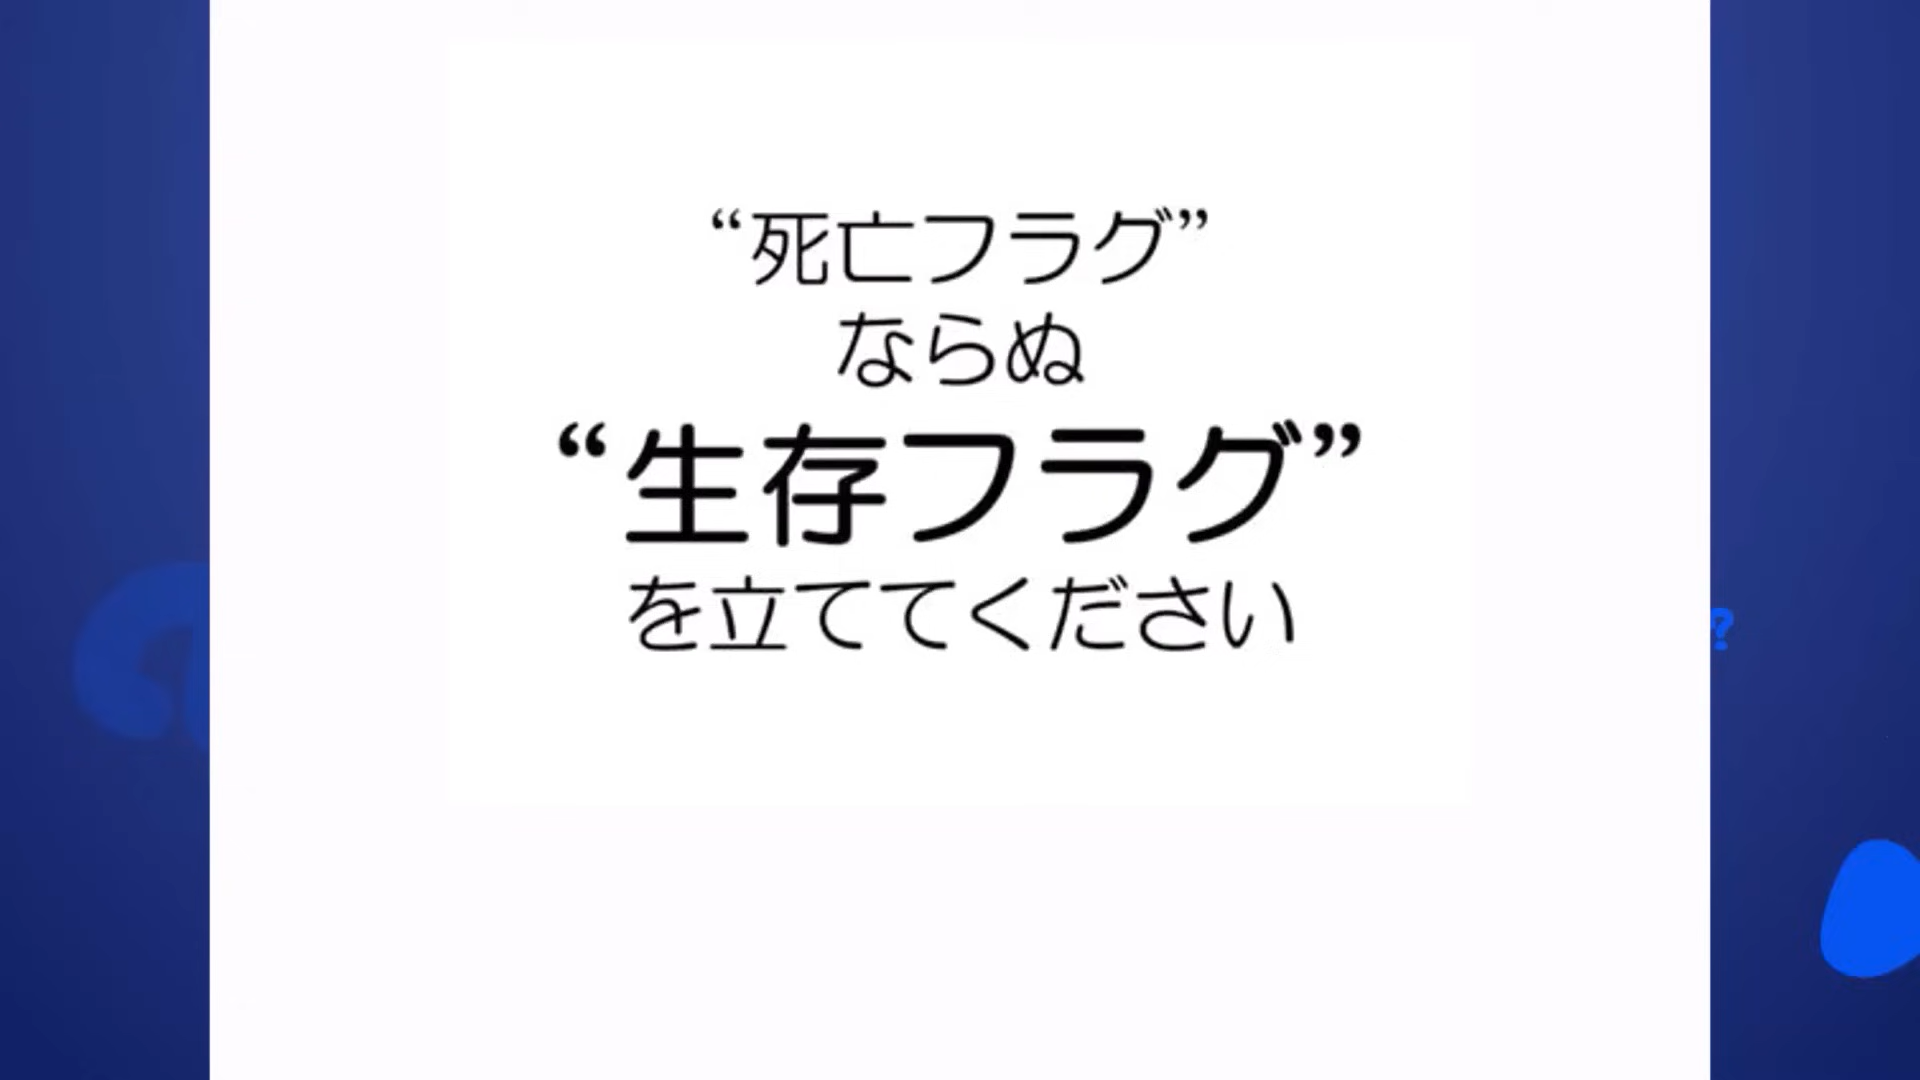 “死亡フラグ”
ならぬ
“生存フラグ”
を立ててください
?